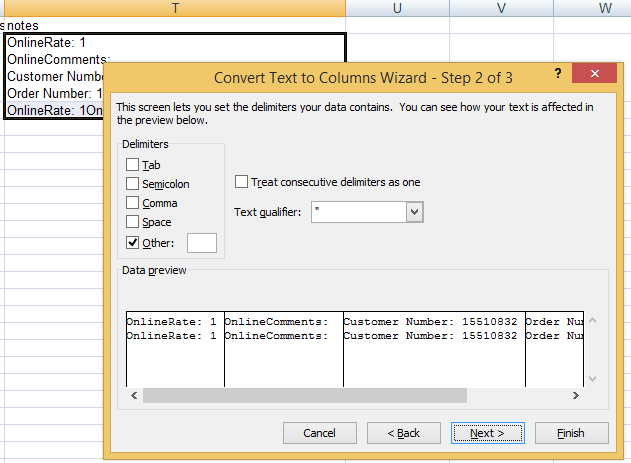 T U V W
s notes
OnlineRate: 1
OnlineComments:
Customer Numbe
Order Number: 1
OnlineRate: 1On
Convert Text to Columns Wizard - Step 2 of 3
? ×
This screen lets you set the delimiters your data contains. You can see how your text is affected in
the preview below.
Delimiters
Tab
Semicolon
Comma
Space
Other:
Treat consecutive delimiters as one
Text qualifier: "
Data preview
OnlineRate: 1 OnlineComments: Customer Number: 15510832 Order Num
OnlineRate: 1 OnlineComments: Customer Number: 15510832 Order Num
Cancel < Back Next > Finish